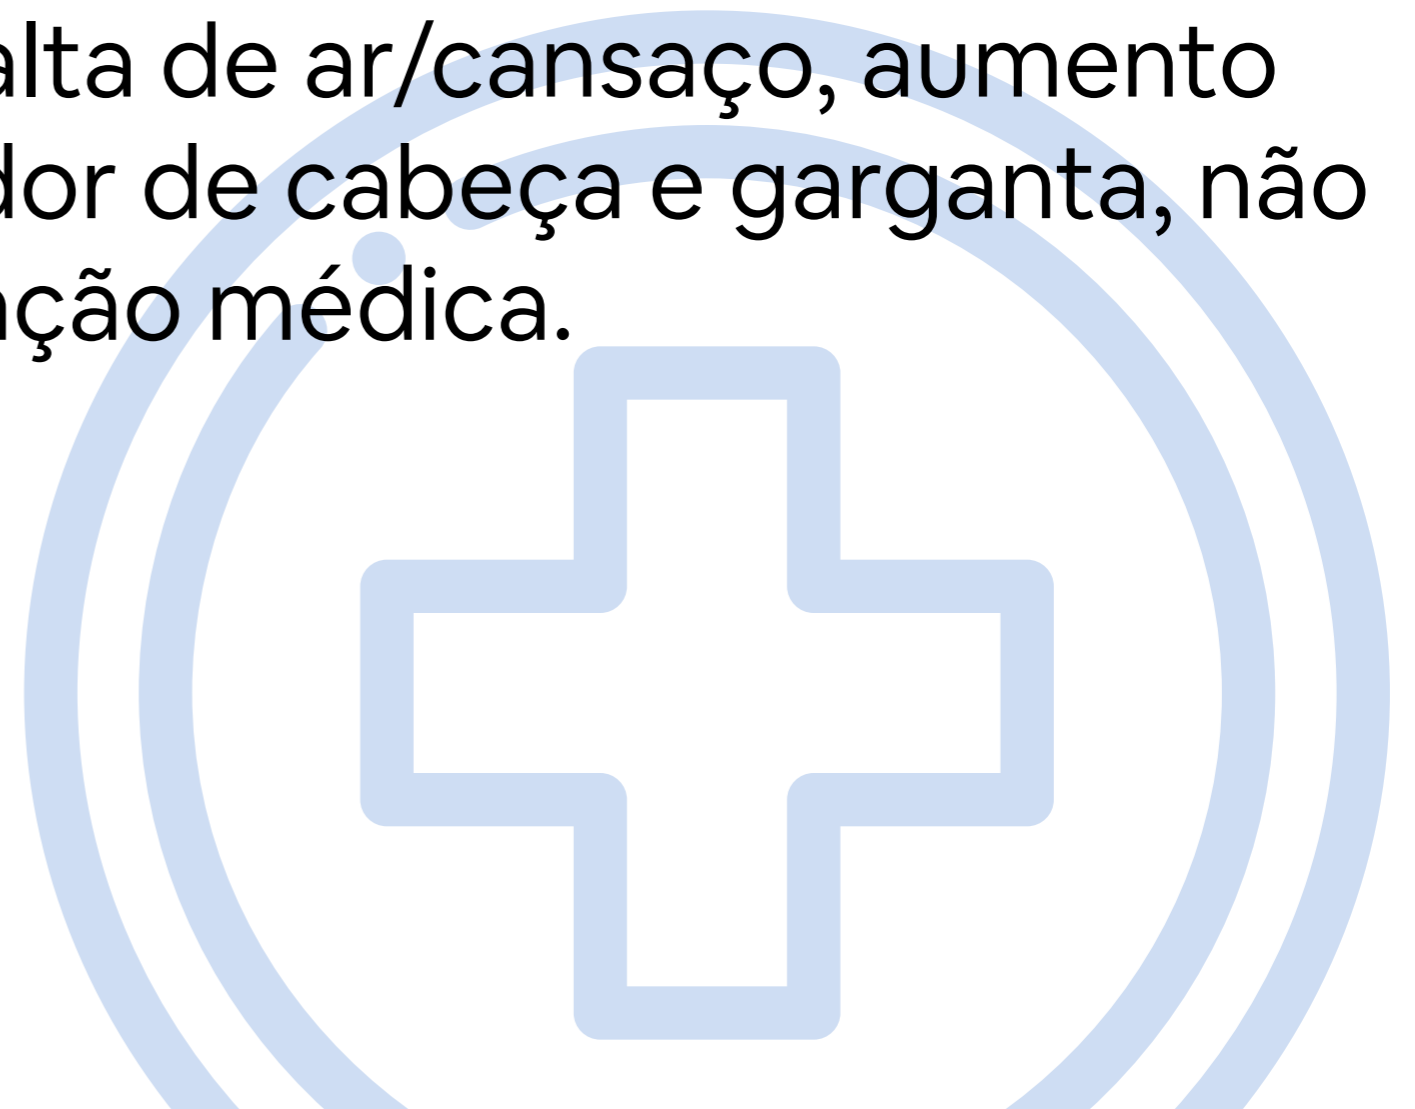 alta de ar/cansaço, aumento
dor de cabeça e garganta, não
ação médica.